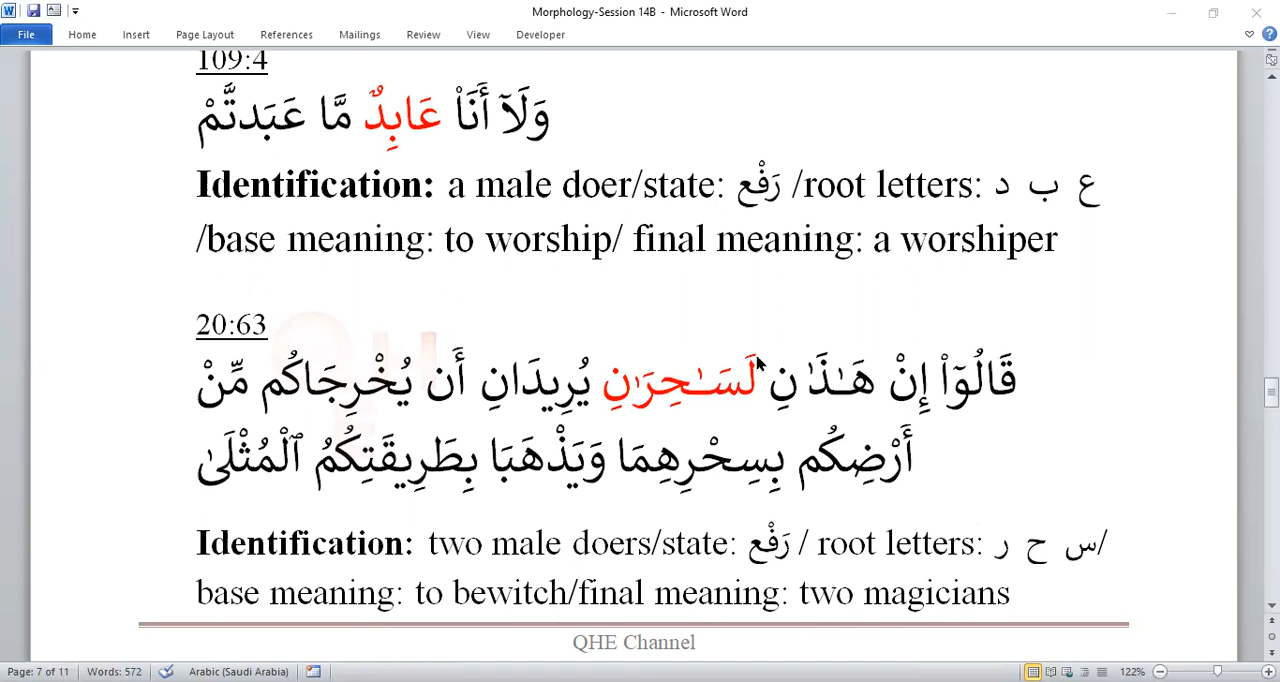 Morphology-Session 14B - Microsoft Word
File Home Insert Page Layout References Mailings Review View Developer
109:4
وَلَآ أَنَا۠ عَابِدٌ مَّا عَبَدتُّمْ
Identification: a male doer/state: رَفْع /root letters: ع ب د
/base meaning: to worship/ final meaning: a worshiper
20:63
قَالُوٓا۟ إِنْ هَـٰذَٰنِ لَسَـٰحِرَٰنِ يُرِيدَانِ أَن يُخْرِجَاكُم مِّنْ
أَرْضِكُم بِسِحْرِهِمَا وَيَذْهَبَا بِطَرِيقَتِكُمُ ٱلْمُثْلَىٰ
Identification: two male doers/state: رَفْع / root letters: س ح ر/
base meaning: to bewitch/final meaning: two magicians
QHE Channel
Page: 7 of 11 Words: 572 Arabic (Saudi Arabia) 122%